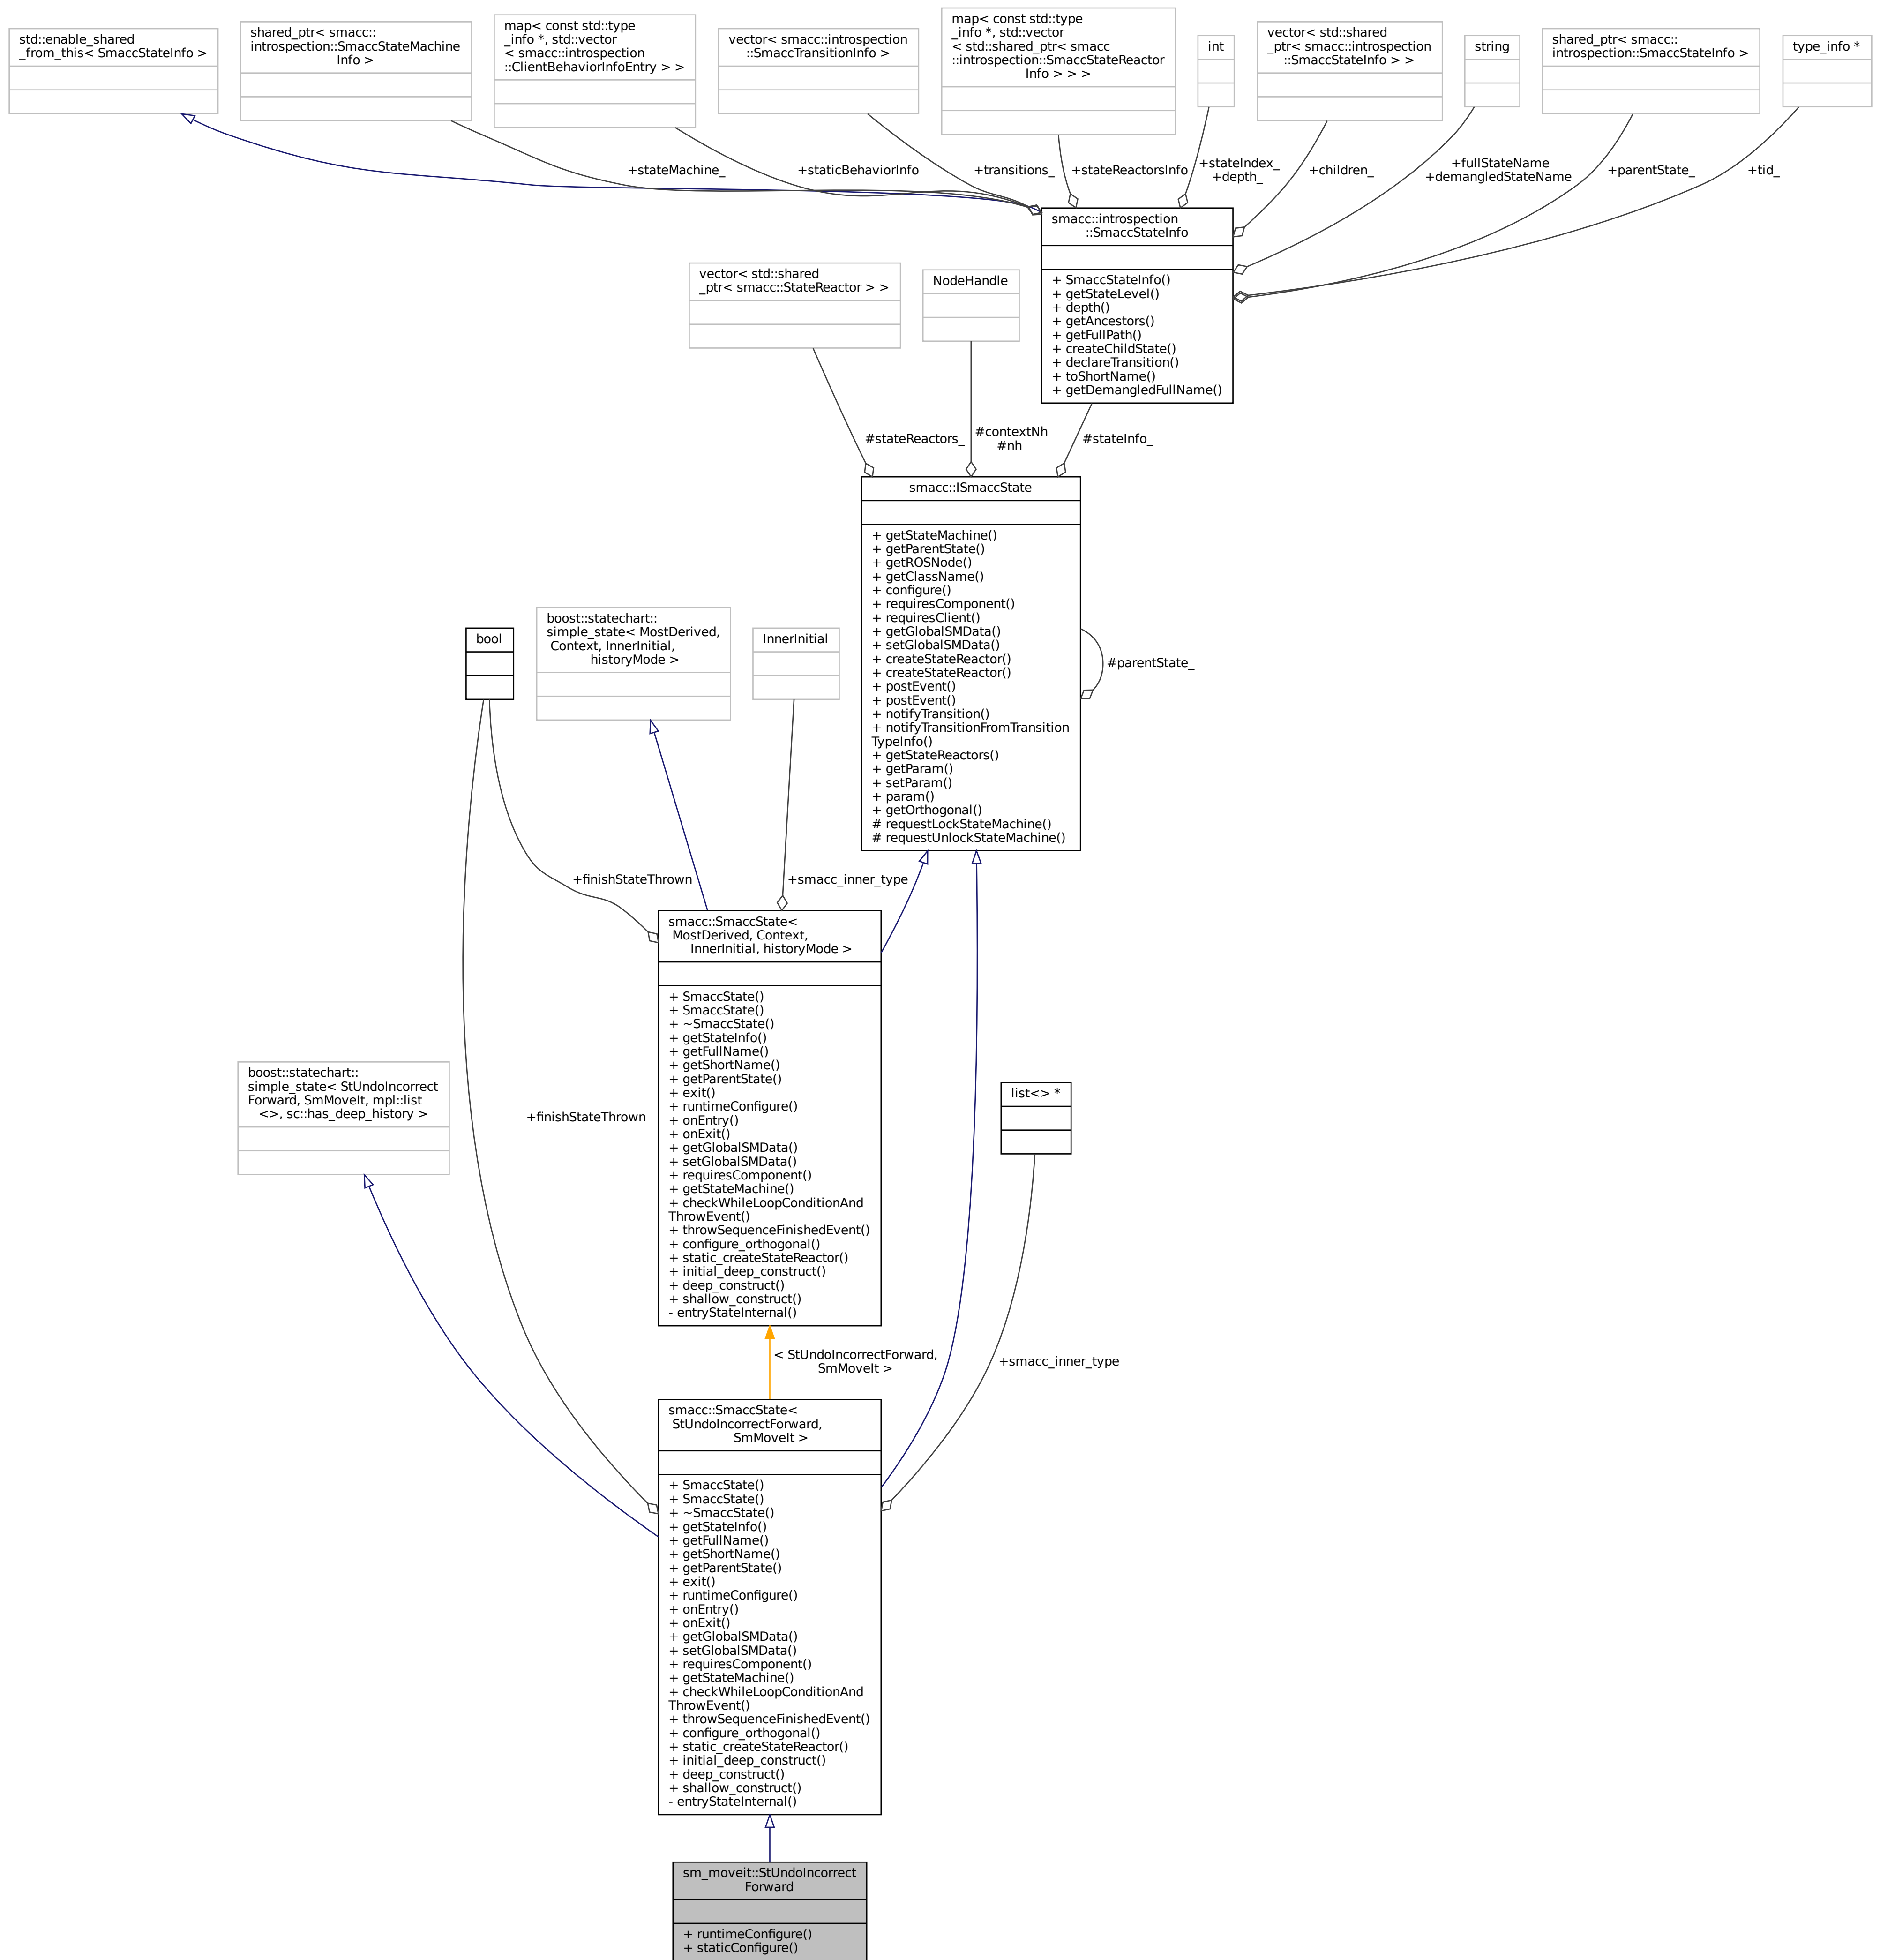 std::enable_shared
_from_this< SmaccStateInfo >
shared_ptr< smacc::
introspection::SmaccStateMachine
Info >
map< const std::type
_info *, std::vector
< smacc::introspection
::ClientBehaviorInfoEntry > >
vector< smacc::introspection
::SmaccTransitionInfo >
map< const std::type
_info *, std::vector
< std::shared_ptr< smacc
::introspection::SmaccStateReactor
Info > > >
int
vector< std::shared
_ptr< smacc::introspection
::SmaccStateInfo > >
string
shared_ptr< smacc::
introspection::SmaccStateInfo >
type_info *
+stateMachine_
+staticBehaviorInfo
+transitions_
+stateReactorsInfo
+stateIndex_
+depth_
+children_
+fullStateName
+demangledStateName
+parentState_
+tid_
smacc::introspection
::SmaccStateInfo
+ SmaccStateInfo()
+ getStateLevel()
+ depth()
+ getAncestors()
+ getFullPath()
+ createChildState()
+ declareTransition()
+ toShortName()
+ getDemangledFullName()
vector< std::shared
_ptr< smacc::StateReactor > >
NodeHandle
#stateReactors_
#contextNh
#nh
#stateInfo_
smacc::ISmaccState
+ getStateMachine()
+ getParentState()
+ getROSNode()
+ getClassName()
+ configure()
+ requiresComponent()
+ requiresClient()
+ getGlobalSMData()
+ setGlobalSMData()
+ createStateReactor()
+ createStateReactor()
+ postEvent()
+ postEvent()
+ notifyTransition()
+ notifyTransitionFromTransition
TypeInfo()
+ getStateReactors()
+ getParam()
+ setParam()
+ param()
+ getOrthogonal()
# requestLockStateMachine()
# requestUnlockStateMachine()
#parentState_
bool
boost::statechart::
simple_state< MostDerived,
Context, InnerInitial,
historyMode >
InnerInitial
+finishStateThrown
+smacc_inner_type
smacc::SmaccState<
MostDerived, Context,
InnerInitial, historyMode >
+ SmaccState()
+ SmaccState()
+ ~SmaccState()
+ getStateInfo()
+ getFullName()
+ getShortName()
+ getParentState()
+ exit()
+ runtimeConfigure()
+ onEntry()
+ onExit()
+ getGlobalSMData()
+ setGlobalSMData()
+ requiresComponent()
+ getStateMachine()
+ checkWhileLoopConditionAnd
ThrowEvent()
+ throwSequenceFinishedEvent()
+ configure_orthogonal()
+ static_createStateReactor()
+ initial_deep_construct()
+ deep_construct()
+ shallow_construct()
- entryStateInternal()
boost::statechart::
simple_state< StUndoIncorrect
Forward, SmMoveIt, mpl::list
<>, sc::has_deep_history >
+finishStateThrown
list<> *
< StUndoIncorrectForward,
SmMoveIt >
+smacc_inner_type
smacc::SmaccState<
StUndoIncorrectForward,
SmMoveIt >
+ SmaccState()
+ SmaccState()
+ ~SmaccState()
+ getStateInfo()
+ getFullName()
+ getShortName()
+ getParentState()
+ exit()
+ runtimeConfigure()
+ onEntry()
+ onExit()
+ getGlobalSMData()
+ setGlobalSMData()
+ requiresComponent()
+ getStateMachine()
+ checkWhileLoopConditionAnd
ThrowEvent()
+ throwSequenceFinishedEvent()
+ configure_orthogonal()
+ static_createStateReactor()
+ initial_deep_construct()
+ deep_construct()
+ shallow_construct()
- entryStateInternal()
sm_moveit::StUndoIncorrect
Forward
+ runtimeConfigure()
+ staticConfigure()